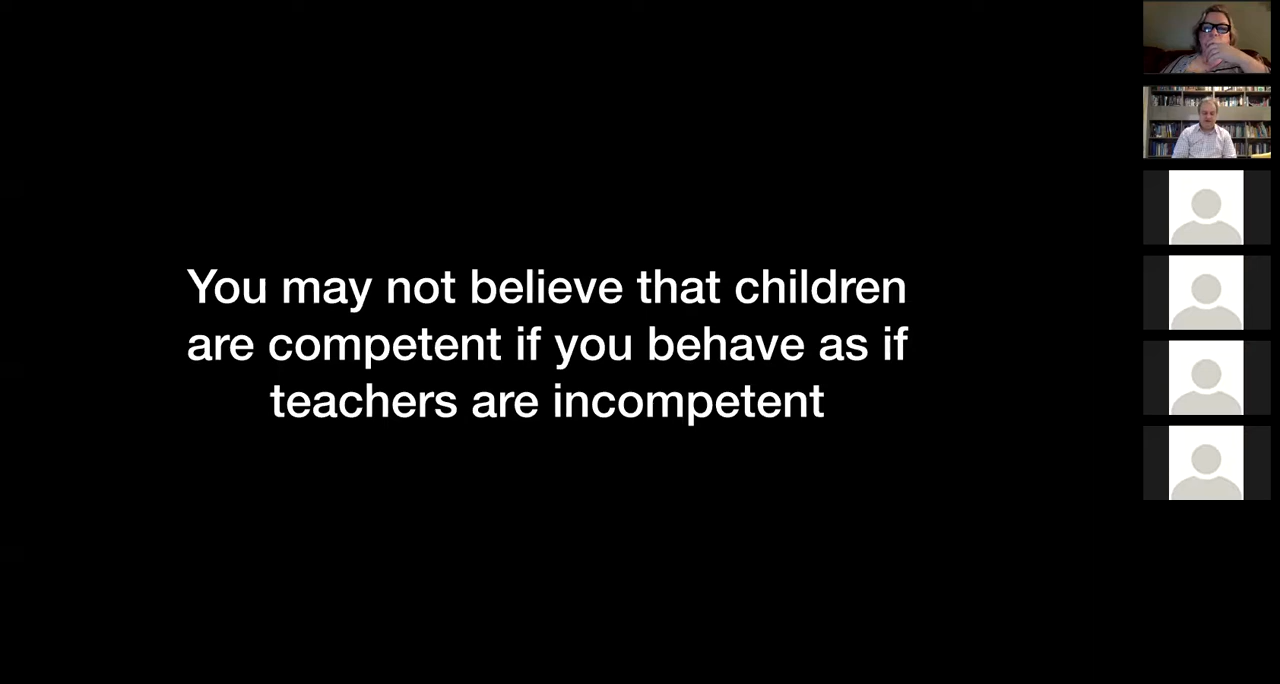 You may not believe that children
are competent if you behave as if
teachers are incompetent